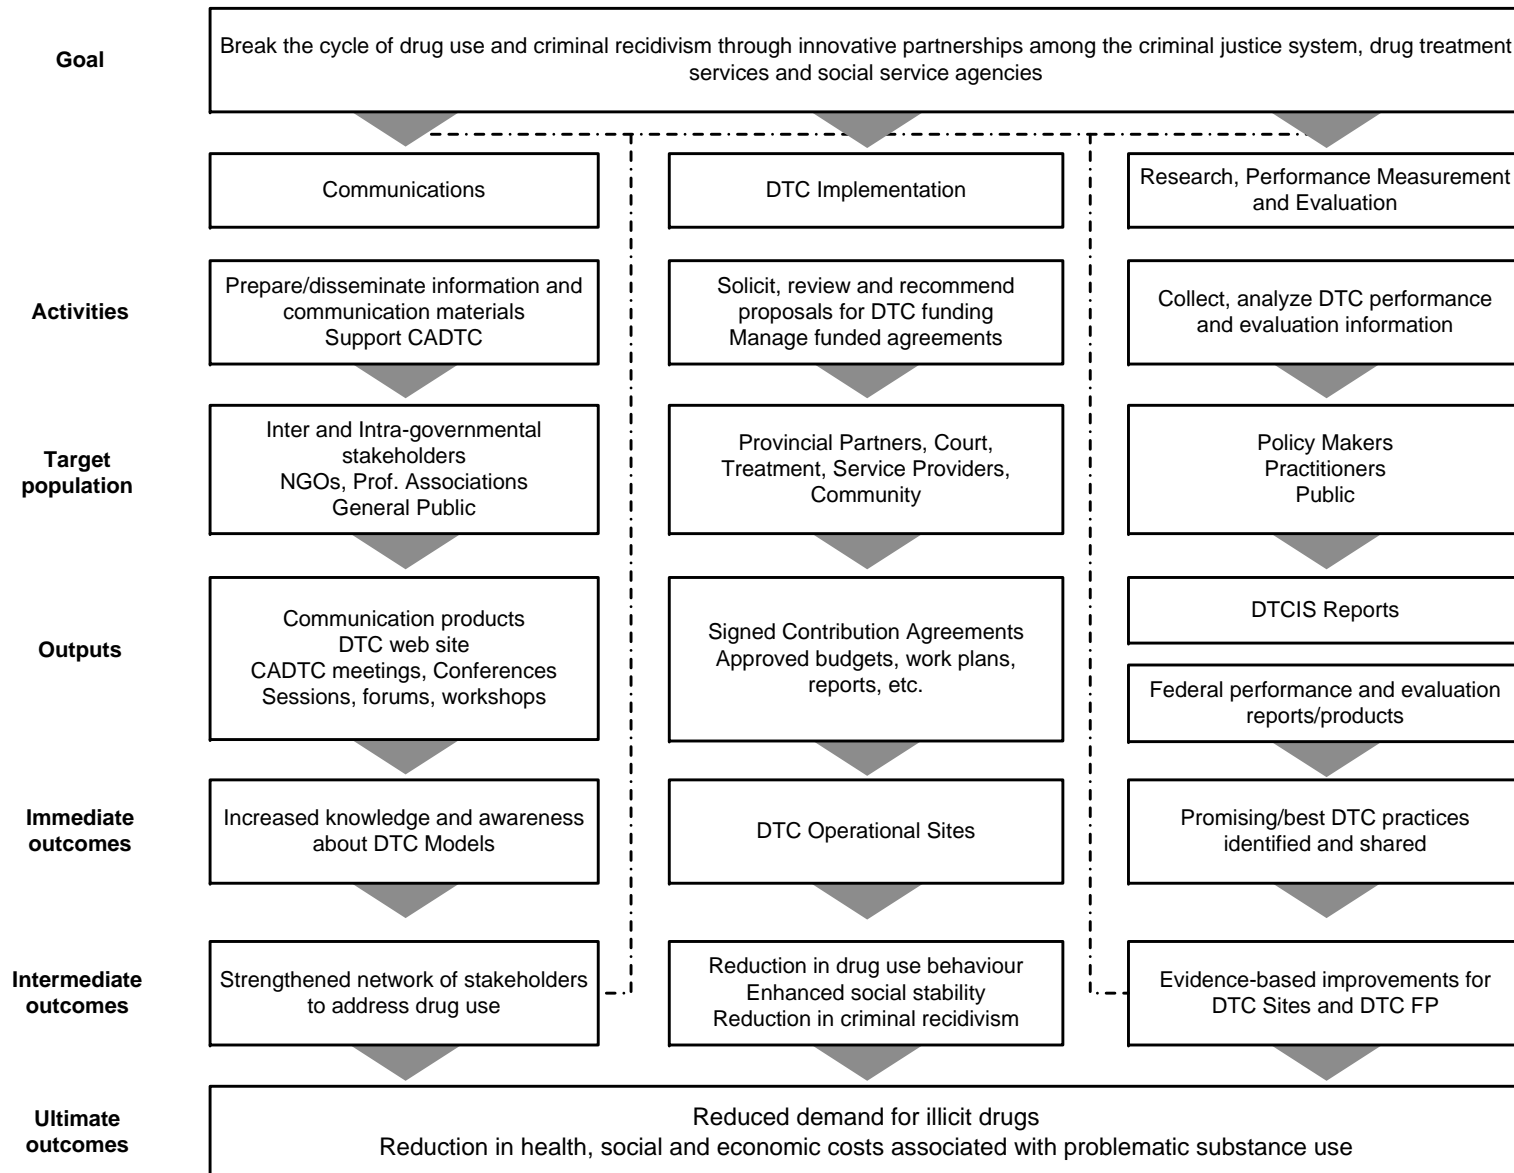 Goal
Break the cycle of drug use and criminal recidivism through innovative partnerships among the criminal justice system, drug treatment
services and social service agencies
Communications
DTC Implementation
Research, Performance Measurement
and Evaluation
Activities
Prepare/disseminate information and
communication materials
Support CADTC
Solicit, review and recommend
proposals for DTC funding
Manage funded agreements
Collect, analyze DTC performance
and evaluation information
Target
population
Inter and Intra-governmental
stakeholders
NGOs, Prof. Associations
General Public
Provincial Partners, Court,
Treatment, Service Providers,
Community
Policy Makers
Practitioners
Public
Outputs
Communication products
DTC web site
CADTC meetings, Conferences
Sessions, forums, workshops
Signed Contribution Agreements
Approved budgets, work plans,
reports, etc.
DTCIS Reports
Federal performance and evaluation
reports/products
Immediate
outcomes
Increased knowledge and awareness
about DTC Models
DTC Operational Sites
Promising/best DTC practices
identified and shared
Intermediate
outcomes
Strengthened network of stakeholders
to address drug use
Reduction in drug use behaviour
Enhanced social stability
Reduction in criminal recidivism
Evidence-based improvements for
DTC Sites and DTC FP
Ultimate
outcomes
Reduced demand for illicit drugs
Reduction in health, social and economic costs associated with problematic substance use